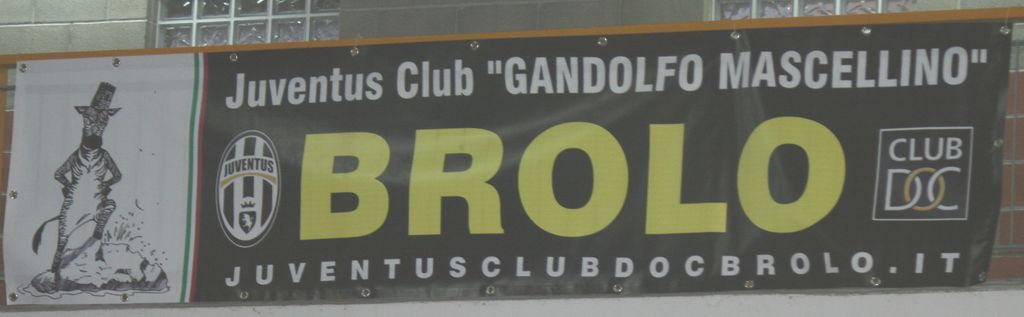 Juventus Club "GANDOLFO MASCELLINO"
JUVENTUS
BROLO
CLUB
DOC
JUVENTUSCLUBDOCBROLO.IT